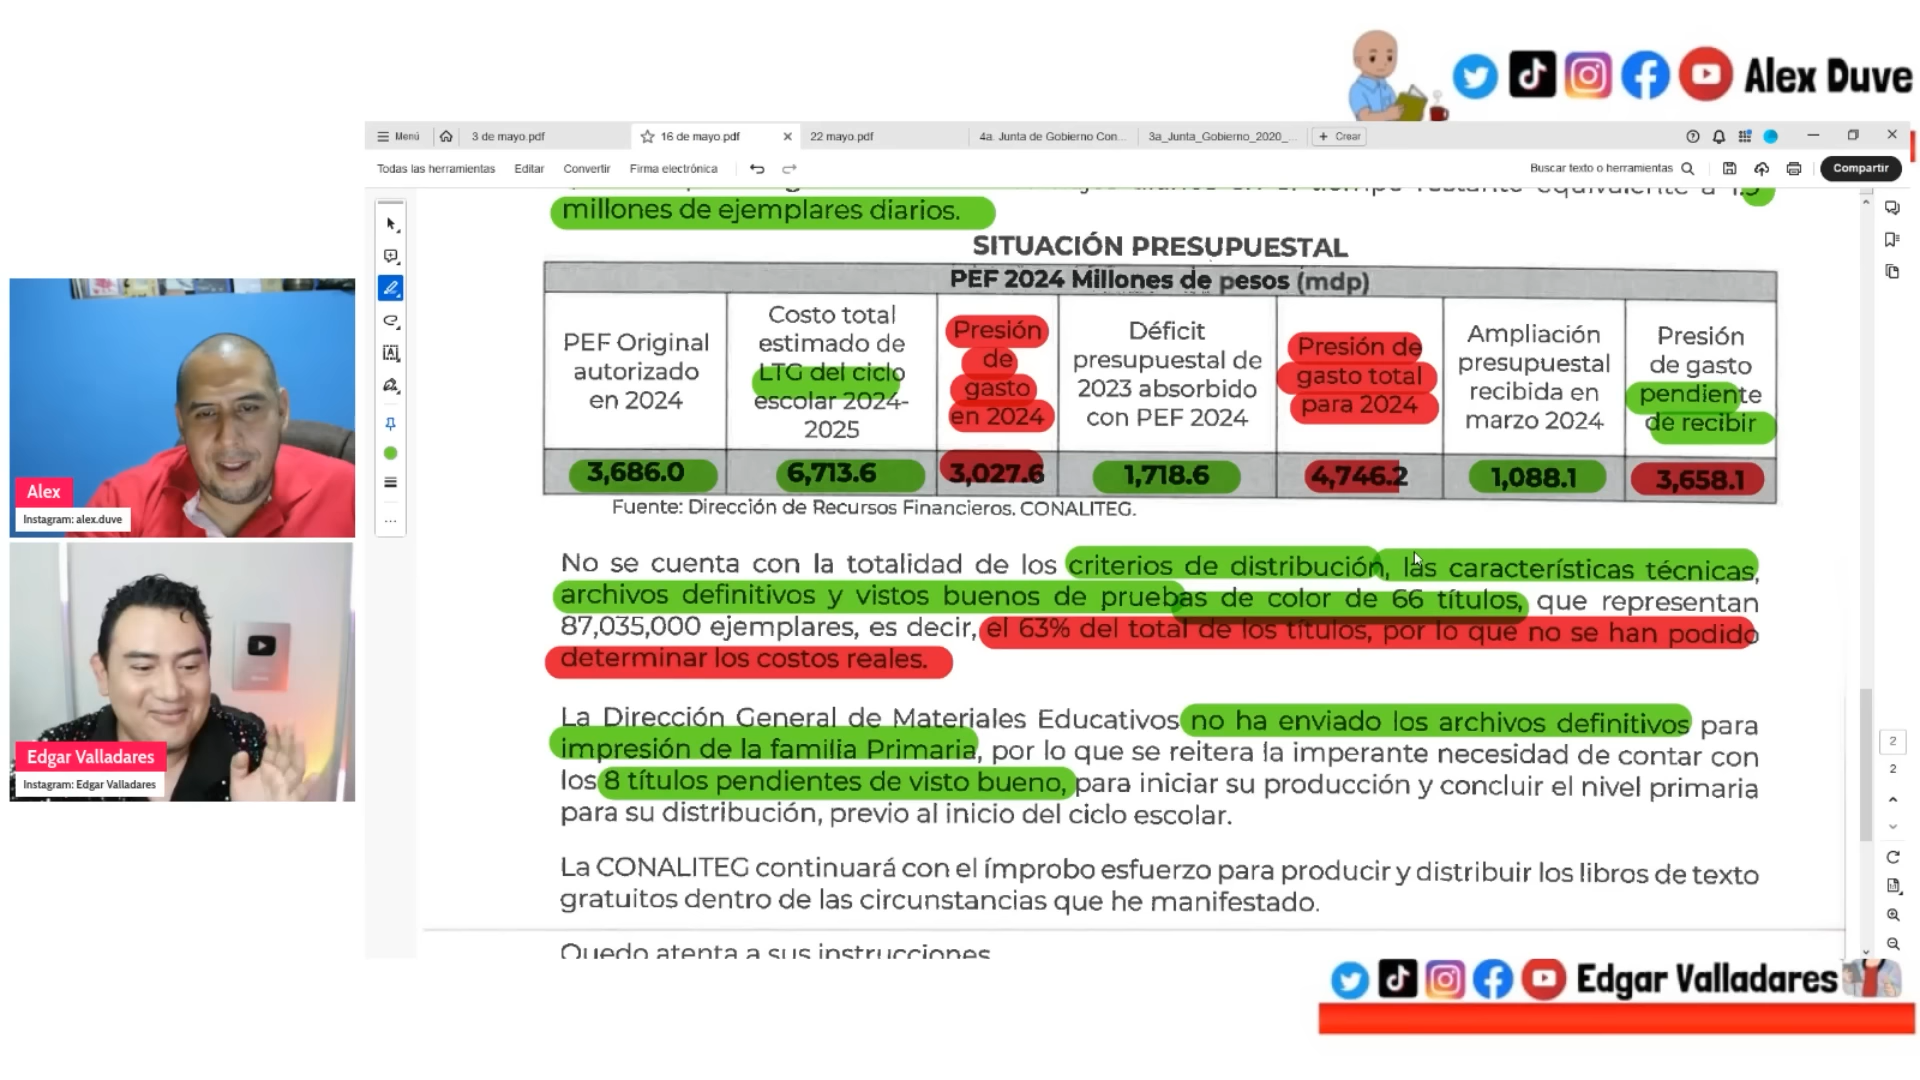 Alex Duve
Menú
3 de mayo.pdf
16 de mayo.pdf
22 mayo.pdf
4a. Junta de Gobierno Con...
3a_Junta_Gobierno_2020_...
+ Crear
Todas las herramientas
Editar
Convertir
Firma electrónica
Buscar texto o herramientas
Compartir
millones de ejemplares diarios.
SITUACIÓN PRESUPUESTAL
PEF 2024 Millones de pesos (mdp)
PEF Original autorizado en 2024
Costo total estimado de LTG del ciclo escolar 2024-2025
Presión de gasto en 2024
Déficit presupuestal de 2023 absorbido con PEF 2024
Presión de gasto total para 2024
Ampliación presupuestal recibida en marzo 2024
Presión de gasto pendiente de recibir
3,686.0 6,713.6 3,027.6 1,718.6 4,746.2 1,088.1 3,658.1
Fuente: Dirección de Recursos Financieros. CONALITEG.
No se cuenta con la totalidad de los criterios de distribución, las características técnicas,
archivos definitivos y vistos buenos de pruebas de color de 66 títulos, que representan
87,035,000 ejemplares, es decir, el 63% del total de los títulos, por lo que no se han podido
determinar los costos reales.
La Dirección General de Materiales Educativos no ha enviado los archivos definitivos para
impresión de la familia Primaria, por lo que se reitera la imperante necesidad de contar con
los 8 títulos pendientes de visto bueno, para iniciar su producción y concluir el nivel primaria
para su distribución, previo al inicio del ciclo escolar.
La CONALITEG continuará con el ímprobo esfuerzo para producir y distribuir los libros de texto
gratuitos dentro de las circunstancias que he manifestado.
Quedo atenta a sus instrucciones
2
2
Alex
Instagram: alex.duve
Edgar Valladares
Instagram: Edgar Valladares
Edgar Valladares